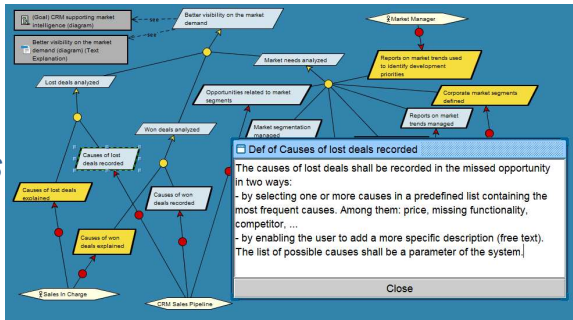 (Goal) CRM supporting market
intelligence (diagram)
see
Better visibility on the market
demand
Market Manager
Better visibility on the market
demand (diagram) (Text
Explanation)
see
Market needs analyzed
Reports on market trends used
to identify development
priorities
Lost deals analyzed
Opportunities related to market
segments
Corporate market segments
defined
Reports on market
trends managed
Won deals analyzed
Market segmentation
managed
Causes of lost
deals recorded
Causes of lost deals
explained
Causes of won
deals recorded
Causes of won
deals explained
Sales In Charge
CRM Sales Pipeline
Def of Causes of lost deals recorded
The causes of lost deals shall be recorded in the missed opportunity
in two ways:
- by selecting one or more causes in a predefined list containing the
most frequent causes. Among them: price, missing functionality,
competitor, ...
- by enabling the user to add a more specific description (free text).
The list of possible causes shall be a parameter of the system.
Close